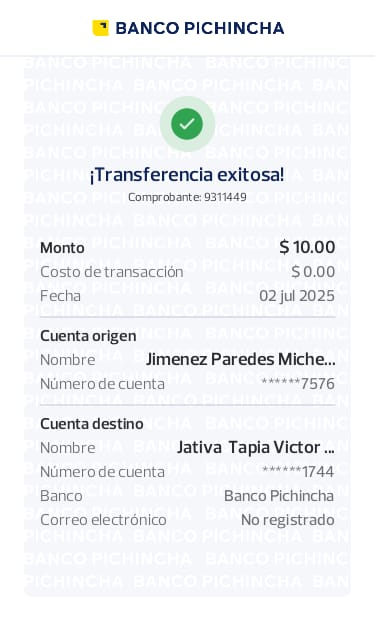 BANCO PICHINCHA
¡Transferencia exitosa!
Comprobante: 9311449
Monto $ 10.00
Costo de transacción $ 0.00
Fecha 02 jul 2025
Cuenta origen
Nombre Jimenez Paredes Miche...
Número de cuenta ******7576
Cuenta destino
Nombre Jativa Tapia Victor ...
Número de cuenta ******1744
Banco Banco Pichincha
Correo electrónico No registrado